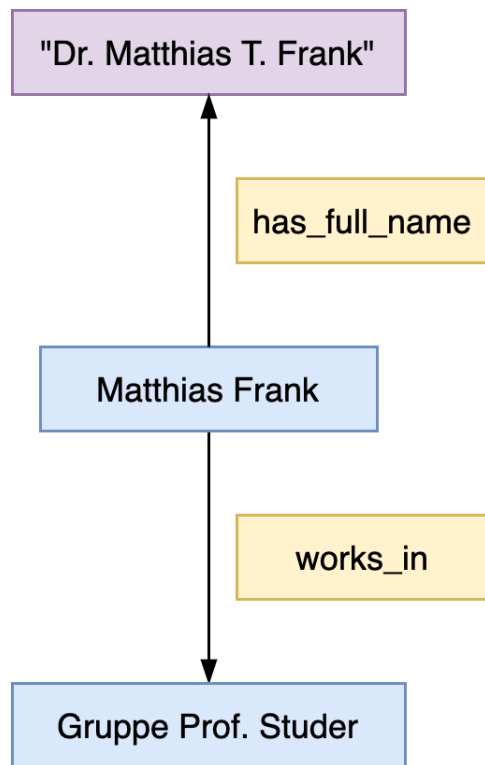 "Dr. Matthias T. Frank"
has_full_name
Matthias Frank
works_in
Gruppe Prof. Studer